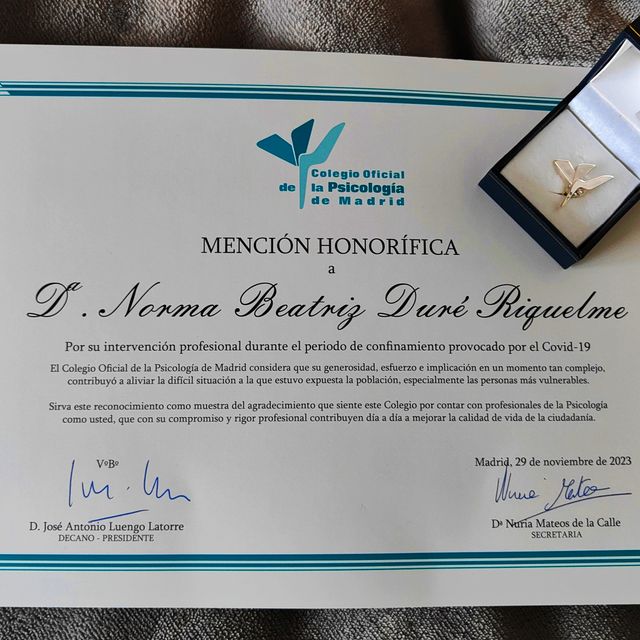 Colegio Oficial
de la Psicología
de Madrid
MENCIÓN HONORÍFICA
a
Dª. Norma Beatriz Duré Riquelme
Por su intervención profesional durante el periodo de confinamiento provocado por el Covid-19
El Colegio Oficial de la Psicología de Madrid considera que su generosidad, esfuerzo e implicación en un momento tan complejo,
contribuyó a aliviar la difícil situación a la que estuvo expuesta la población, especialmente las personas más vulnerables.
Sirva este reconocimiento como muestra del agradecimiento que siente este Colegio por contar con profesionales de la Psicología
como usted, que con su compromiso y rigor profesional contribuyen día a día a mejorar la calidad de vida de la ciudadanía.
VºBº
Madrid, 29 de noviembre de 2023
Nuria Mateos
D. José Antonio Luengo Latorre
DECANO - PRESIDENTE
Dª Nuria Mateos de la Calle
SECRETARIA